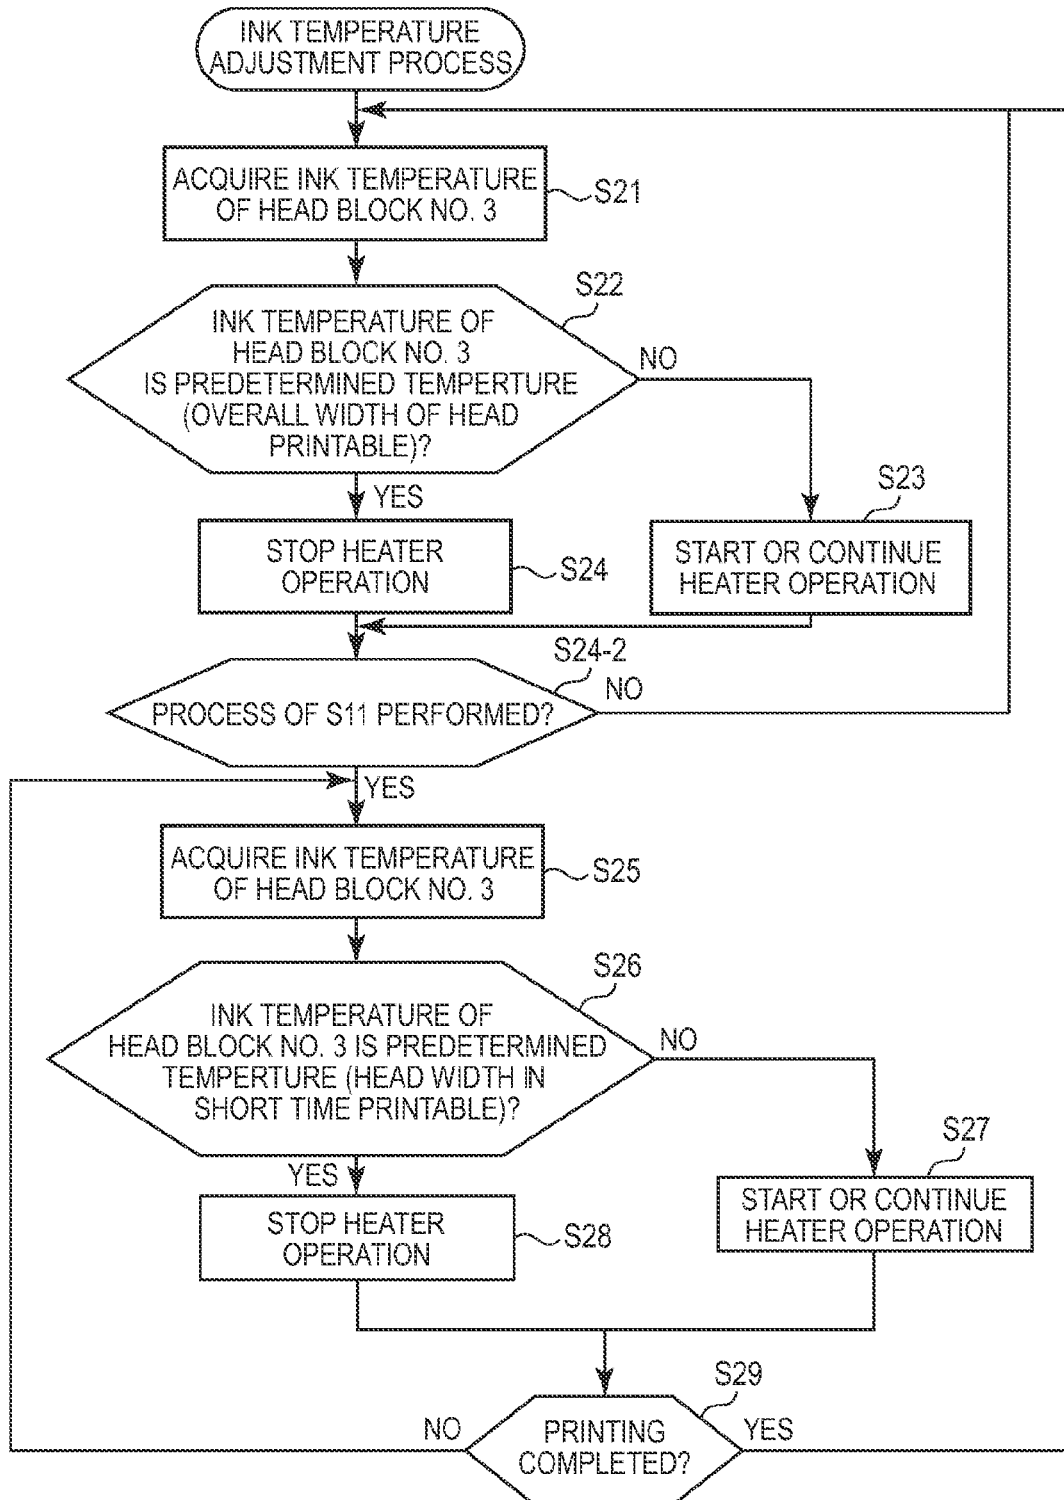 INK TEMPERATURE
ADJUSTMENT PROCESS
ACQUIRE INK TEMPERATURE
OF HEAD BLOCK NO. 3
S21
S22
INK TEMPERATURE OF
HEAD BLOCK NO. 3
IS PREDETERMINED TEMPERTURE
(OVERALL WIDTH OF HEAD
PRINTABLE)?
NO
YES
S23
STOP HEATER
OPERATION
S24
START OR CONTINUE
HEATER OPERATION
S24-2
PROCESS OF S11 PERFORMED?
NO
YES
ACQUIRE INK TEMPERATURE
OF HEAD BLOCK NO. 3
S25
S26
INK TEMPERATURE OF
HEAD BLOCK NO. 3 IS PREDETERMINED
TEMPERTURE (HEAD WIDTH IN
SHORT TIME PRINTABLE)?
NO
YES
S27
STOP HEATER
OPERATION
S28
START OR CONTINUE
HEATER OPERATION
S29
NO
PRINTING
COMPLETED?
YES